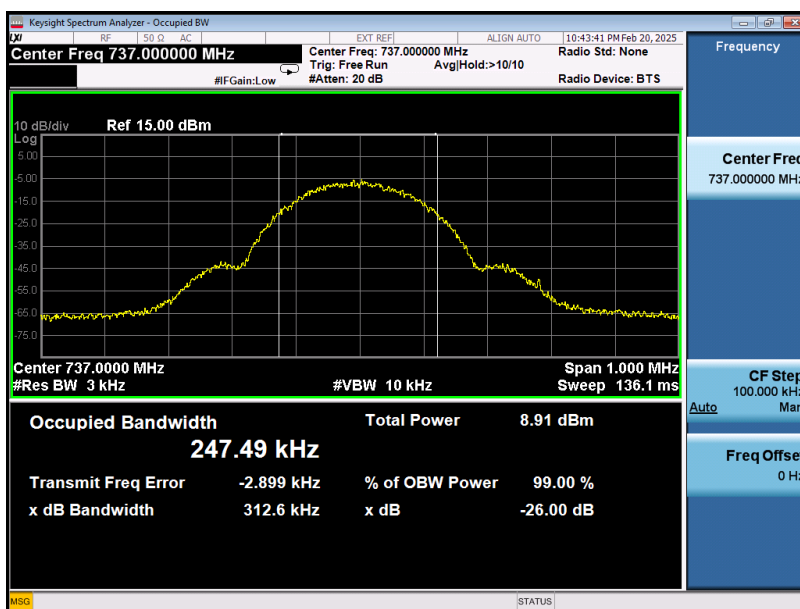 Keysight Spectrum Analyzer - Occupied BW
LXI RF 50 Ω AC EXT REF ALIGN AUTO 10:43:41 PM Feb 20, 2025
Center Freq 737.000000 MHz
Center Freq: 737.000000 MHz Radio Std: None
Trig: Free Run Avg|Hold:>10/10
#IFGain:Low #Atten: 20 dB Radio Device: BTS
Frequency
10 dB/div Ref 15.00 dBm
Log
5.00
-5.00
-15.0
-25.0
-35.0
-45.0
-55.0
-65.0
-75.0
Center 737.0000 MHz Span 1.000 MHz
#Res BW 3 kHz #VBW 10 kHz Sweep 136.1 ms
Occupied Bandwidth Total Power 8.91 dBm
247.49 kHz
Transmit Freq Error -2.899 kHz % of OBW Power 99.00 %
x dB Bandwidth 312.6 kHz x dB -26.00 dB
Center Freq
737.000000 MHz
CF Step
100.000 kHz
Auto Man
Freq Offset
0 Hz
MSG STATUS